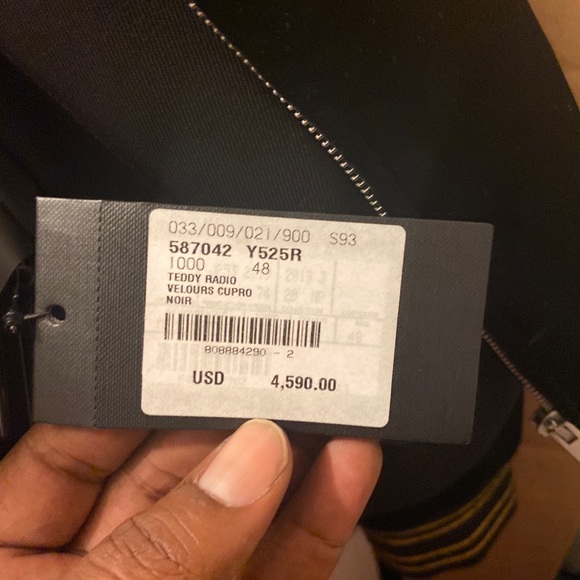 033/009/021/900 S93
587042 Y525R
1000 48
TEDDY RADIO
VELOURS CUPRO
NOIR
808884290 - 2
USD 4,590.00